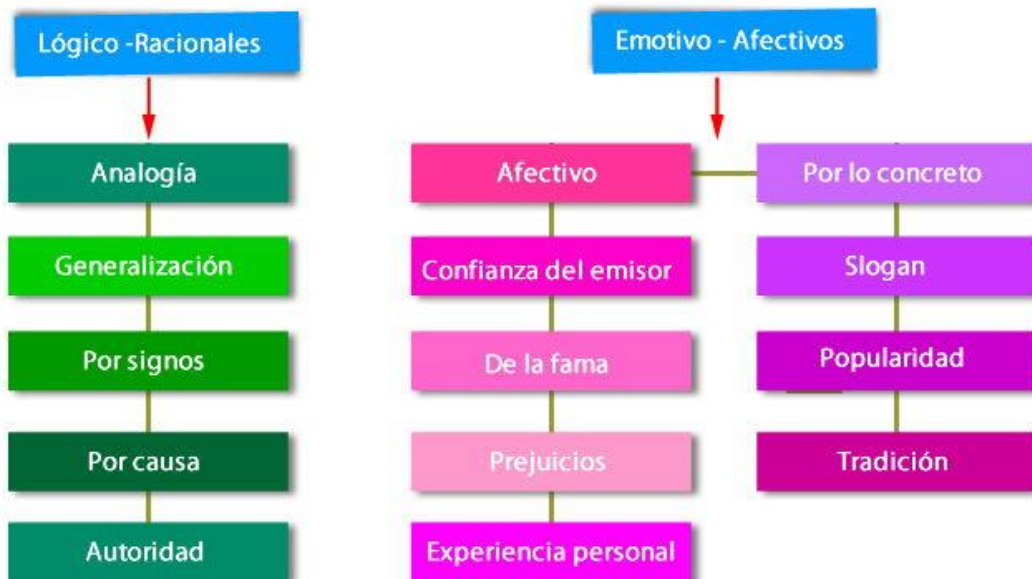 Lógico -Racionales
Analogía
Generalización
Por signos
Por causa
Autoridad
Emotivo - Afectivos
Afectivo
Confianza del emisor
De la fama
Prejuicios
Experiencia personal
Por lo concreto
Slogan
Popularidad
Tradición